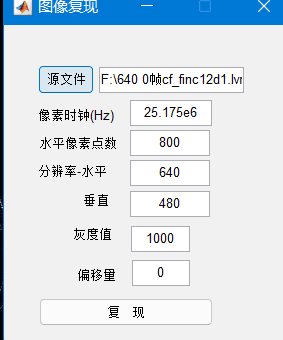 图像复现
源文件 F:\640 0帧cf_finc12d1.lvr
像素时钟(Hz) 25.175e6
水平像素点数 800
分辨率-水平 640
垂直 480
灰度值 1000
偏移量 0
复 现